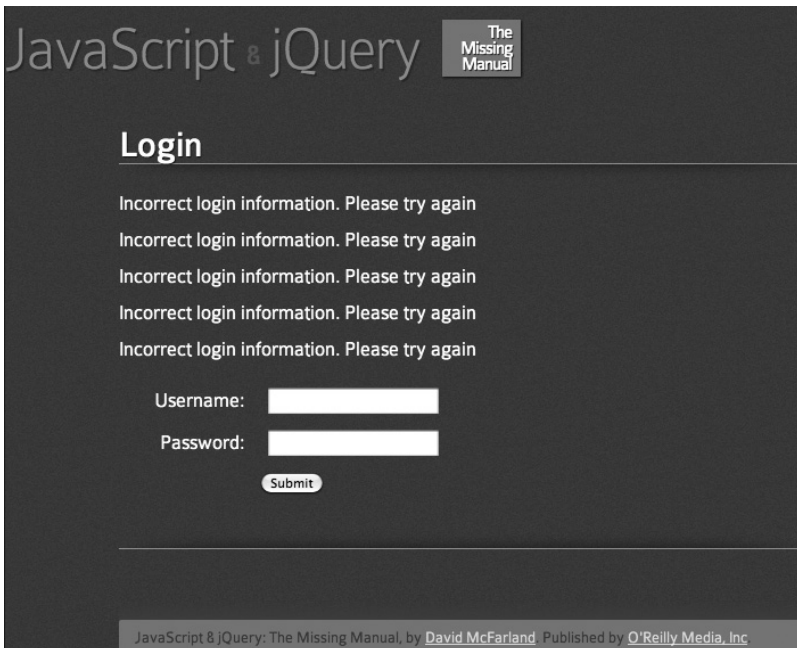 JavaScript & jQuery
The
Missing
Manual
Login
Incorrect login information. Please try again
Incorrect login information. Please try again
Incorrect login information. Please try again
Incorrect login information. Please try again
Incorrect login information. Please try again
Username:
Password:
Submit
JavaScript & jQuery: The Missing Manual, by David McFarland. Published by O'Reilly Media, Inc.